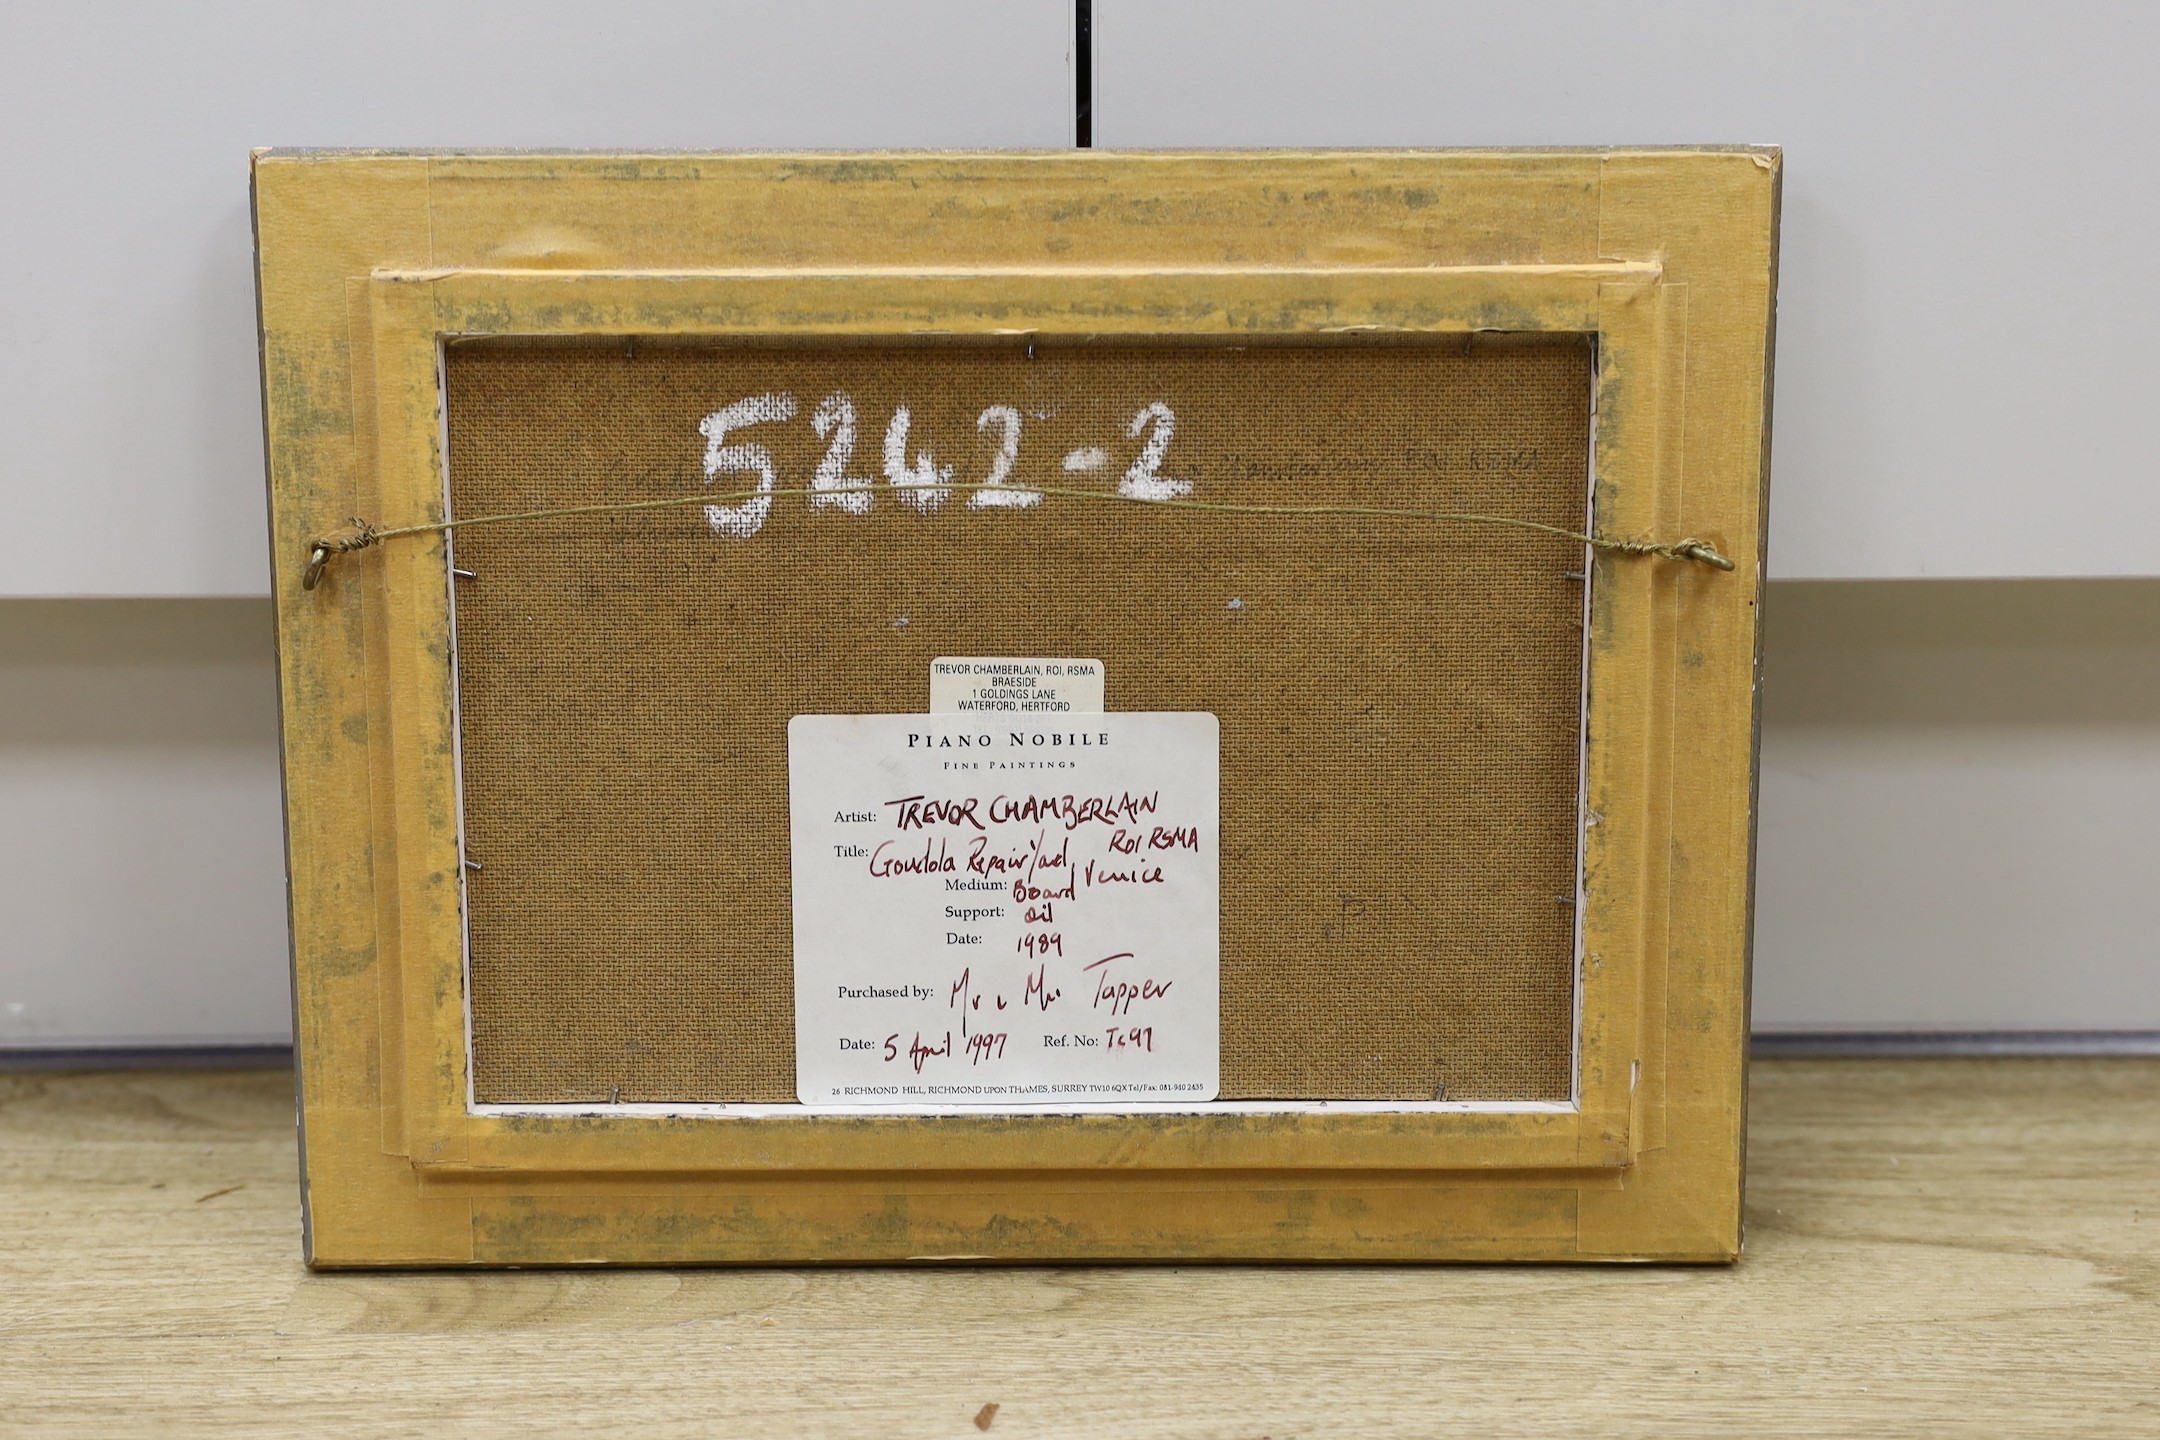 5242-2
Chamberlain ROI RSMA
TREVOR CHAMBERLAIN, ROI, RSMA
BRAESIDE
1 GOLDINGS LANE
WATERFORD, HERTFORD
PIANO NOBILE
FINE PAINTINGS
Artist: TREVOR CHAMBERLAIN
ROI RSMA
Title: Gondola Repair Yard, Venice
Medium: Board
Support: Oil
Date: 1989
Purchased by: Mr & Mrs Tapper
Date: 5 April 1997 Ref. No: Tc97
26 RICHMOND HILL, RICHMOND UPON THAMES, SURREY TW10 6QX Tel/Fax: 081-940 2435